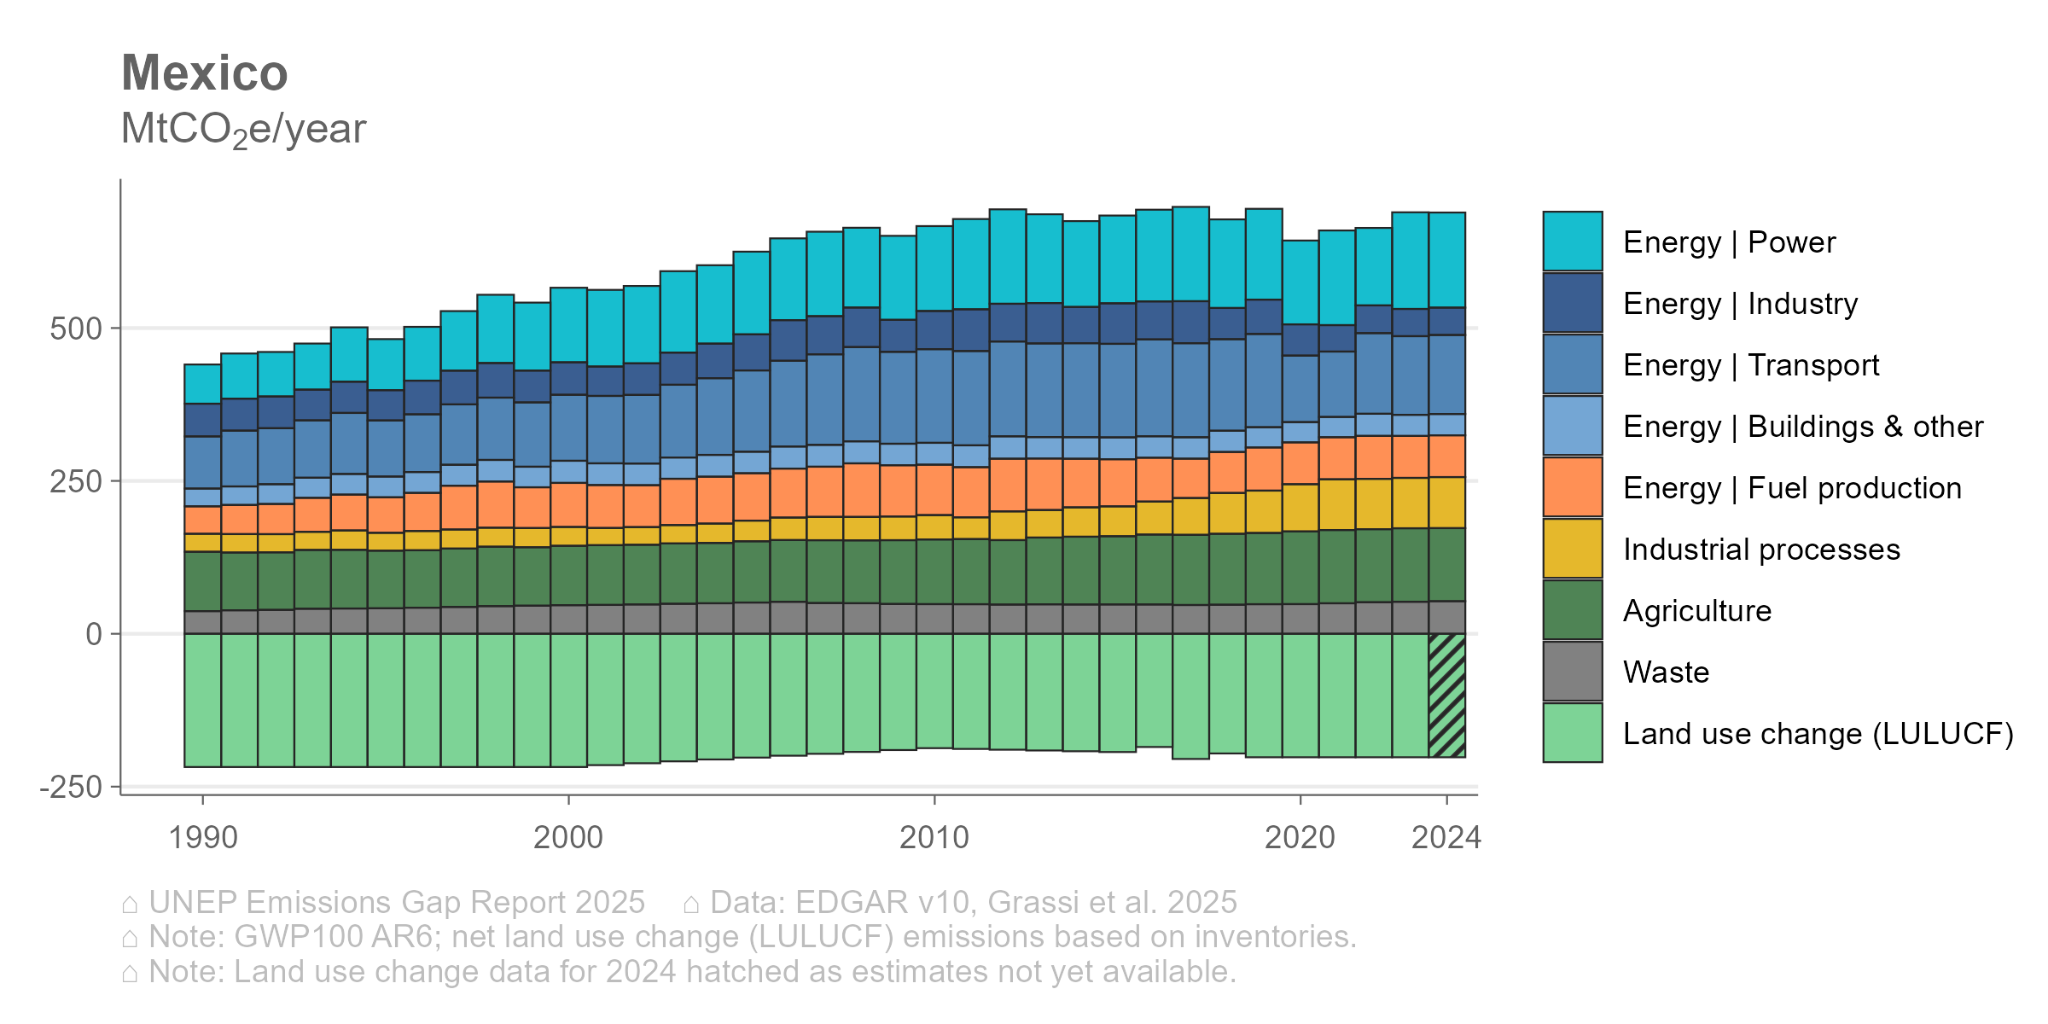 Mexico
MtCO₂e/year
500
250
0
-250
1990 2000 2010 2020 2024
Energy | Power
Energy | Industry
Energy | Transport
Energy | Buildings & other
Energy | Fuel production
Industrial processes
Agriculture
Waste
Land use change (LULUCF)
⌂ UNEP Emissions Gap Report 2025 ⌂ Data: EDGAR v10, Grassi et al. 2025
⌂ Note: GWP100 AR6; net land use change (LULUCF) emissions based on inventories.
⌂ Note: Land use change data for 2024 hatched as estimates not yet available.